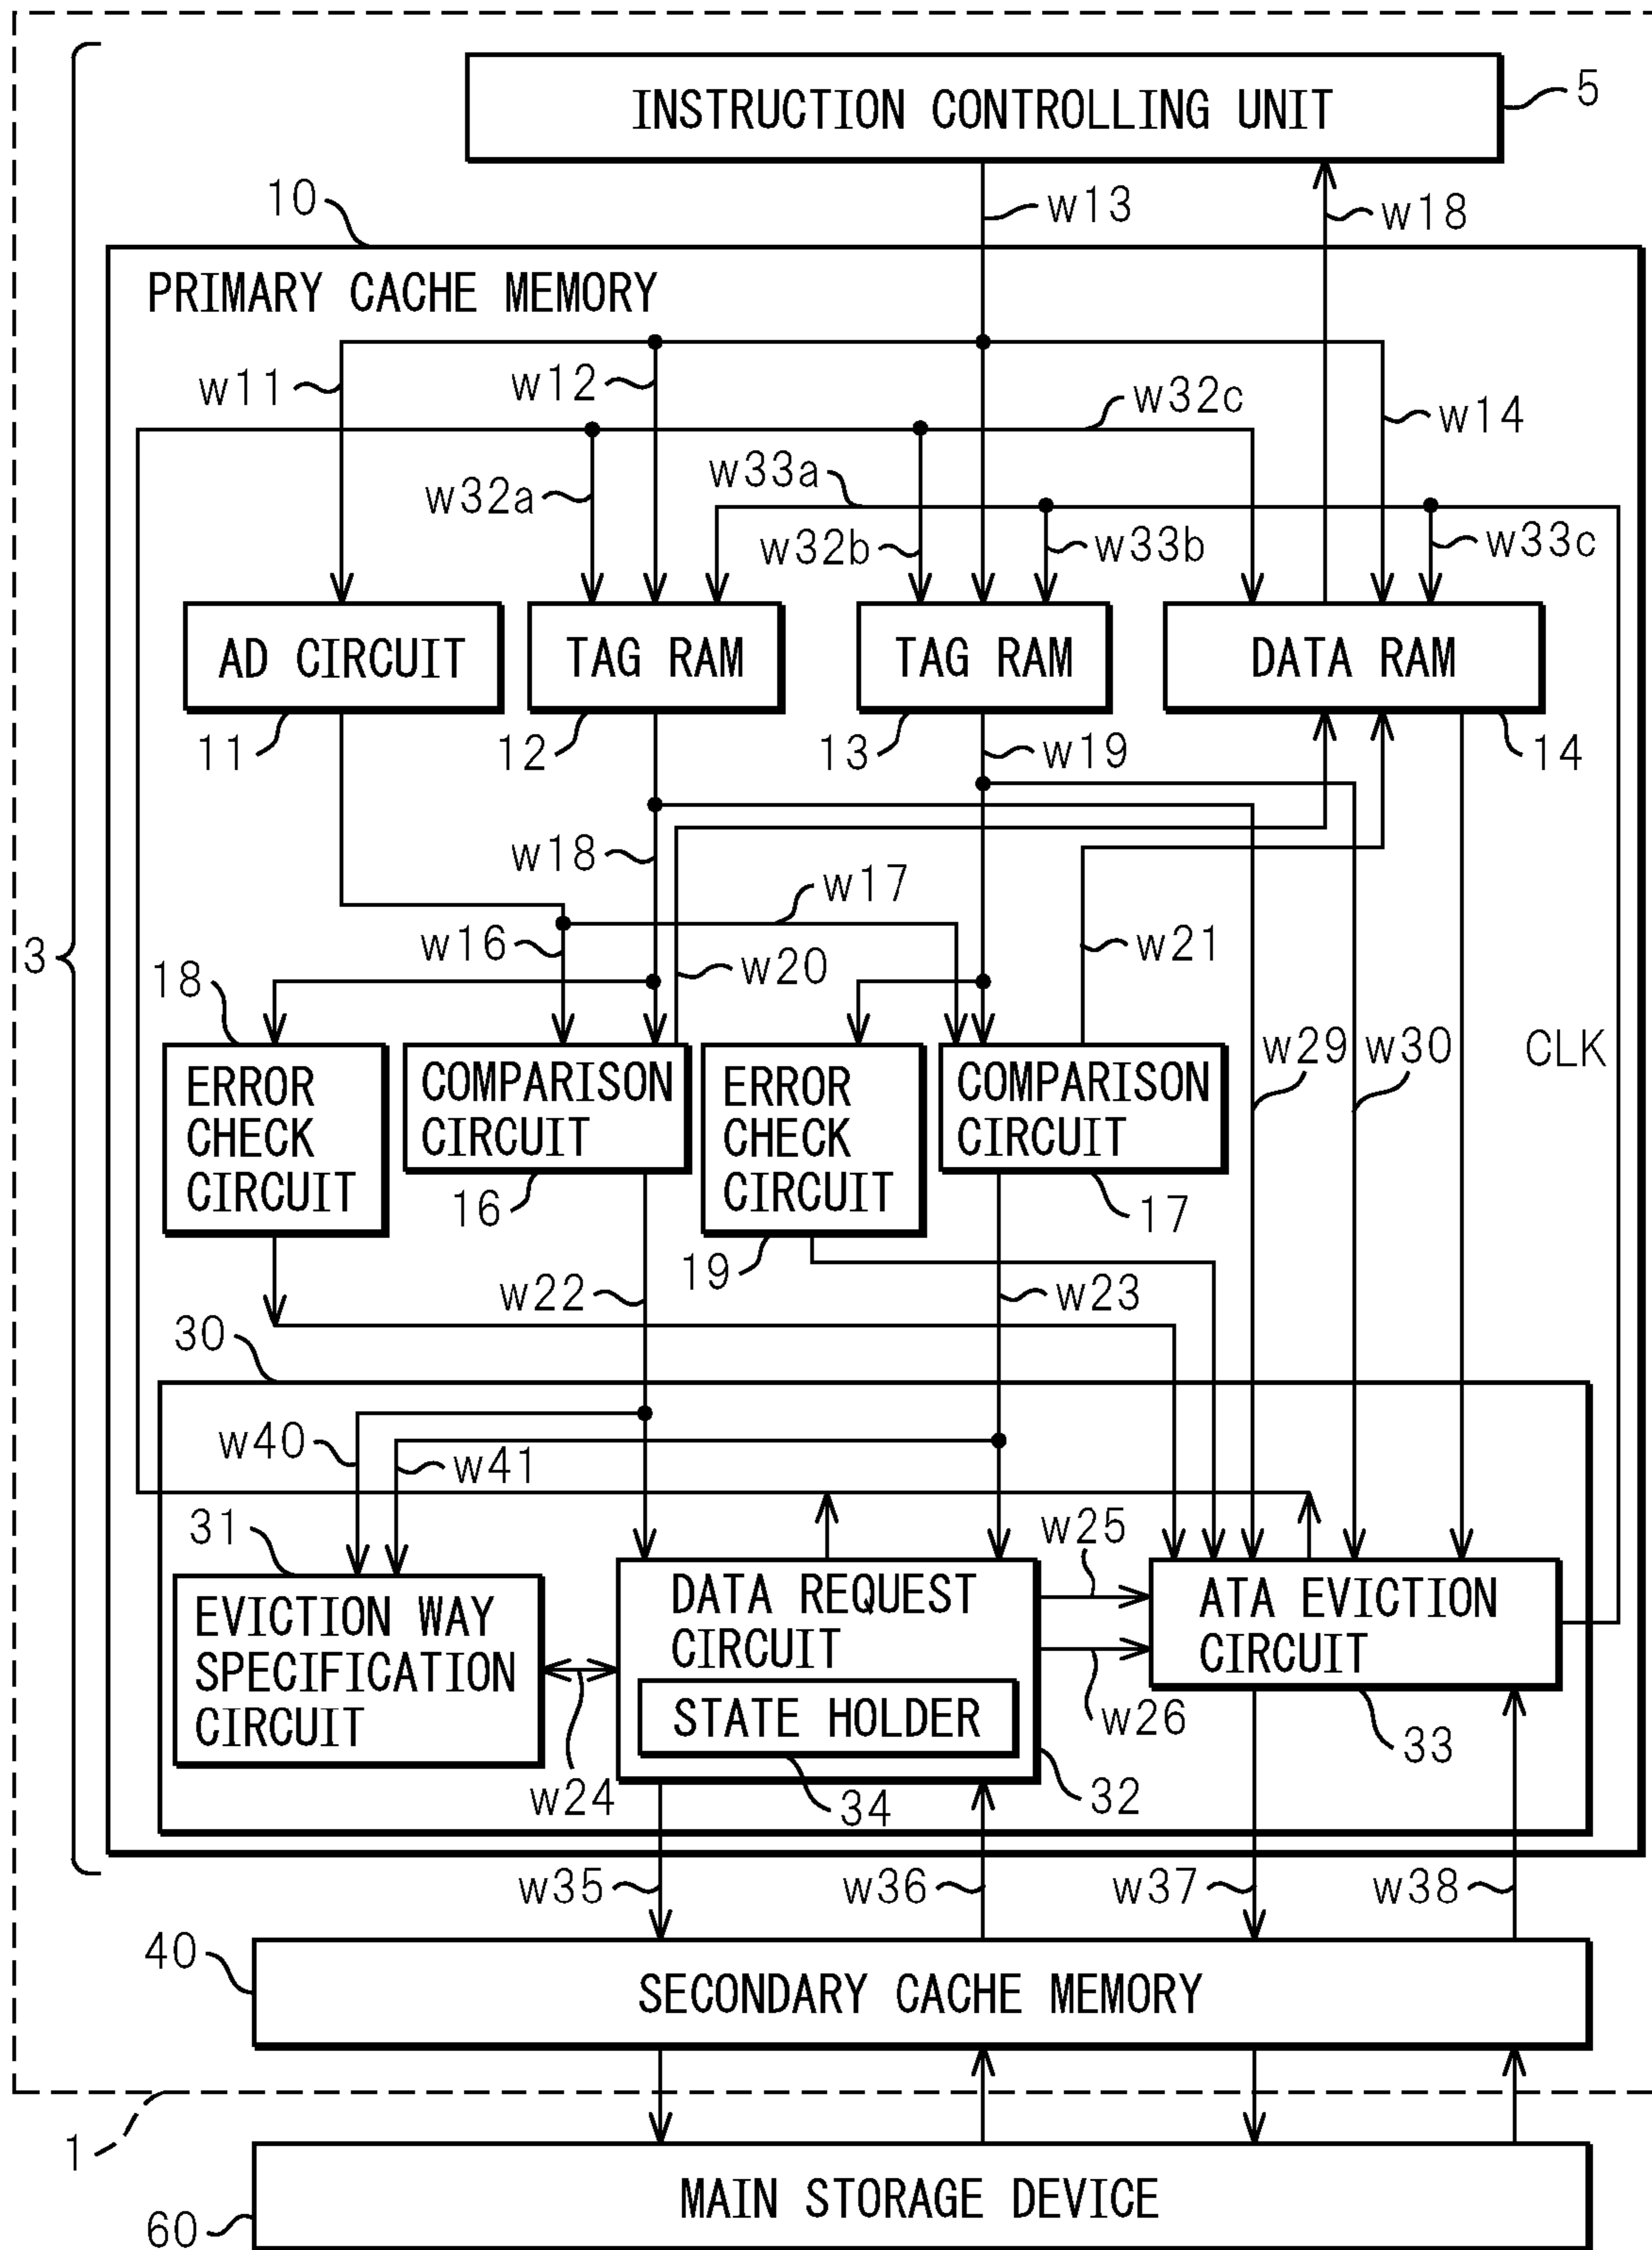 INSTRUCTION CONTROLLING UNIT
5
10
w13
w18
PRIMARY CACHE MEMORY
w11
w12
w32c
w14
w33a
w32a
w32b
w33b
w33c
AD CIRCUIT
TAG RAM
TAG RAM
DATA RAM
11
12
13
w19
14
w18
w17
3
w16
w20
w21
18
w29
w30
CLK
ERROR
CHECK
CIRCUIT
COMPARISON
CIRCUIT
ERROR
CHECK
CIRCUIT
COMPARISON
CIRCUIT
16
17
19
w22
w23
30
w40
w41
31
w25
EVICTION WAY
SPECIFICATION
CIRCUIT
DATA REQUEST
CIRCUIT
STATE HOLDER
ATA EVICTION
CIRCUIT
w26
33
w24
34
32
w35
w36
w37
w38
40
SECONDARY CACHE MEMORY
1
MAIN STORAGE DEVICE
60